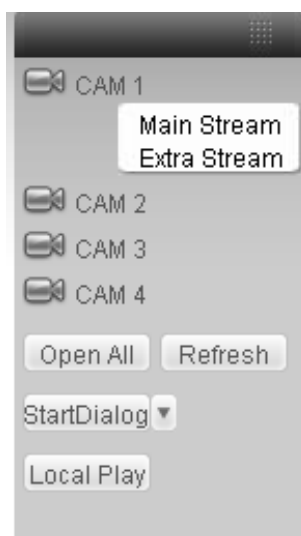 CAM 1
Main Stream
Extra Stream
CAM 2
CAM 3
CAM 4
Open All Refresh
StartDialog
Local Play